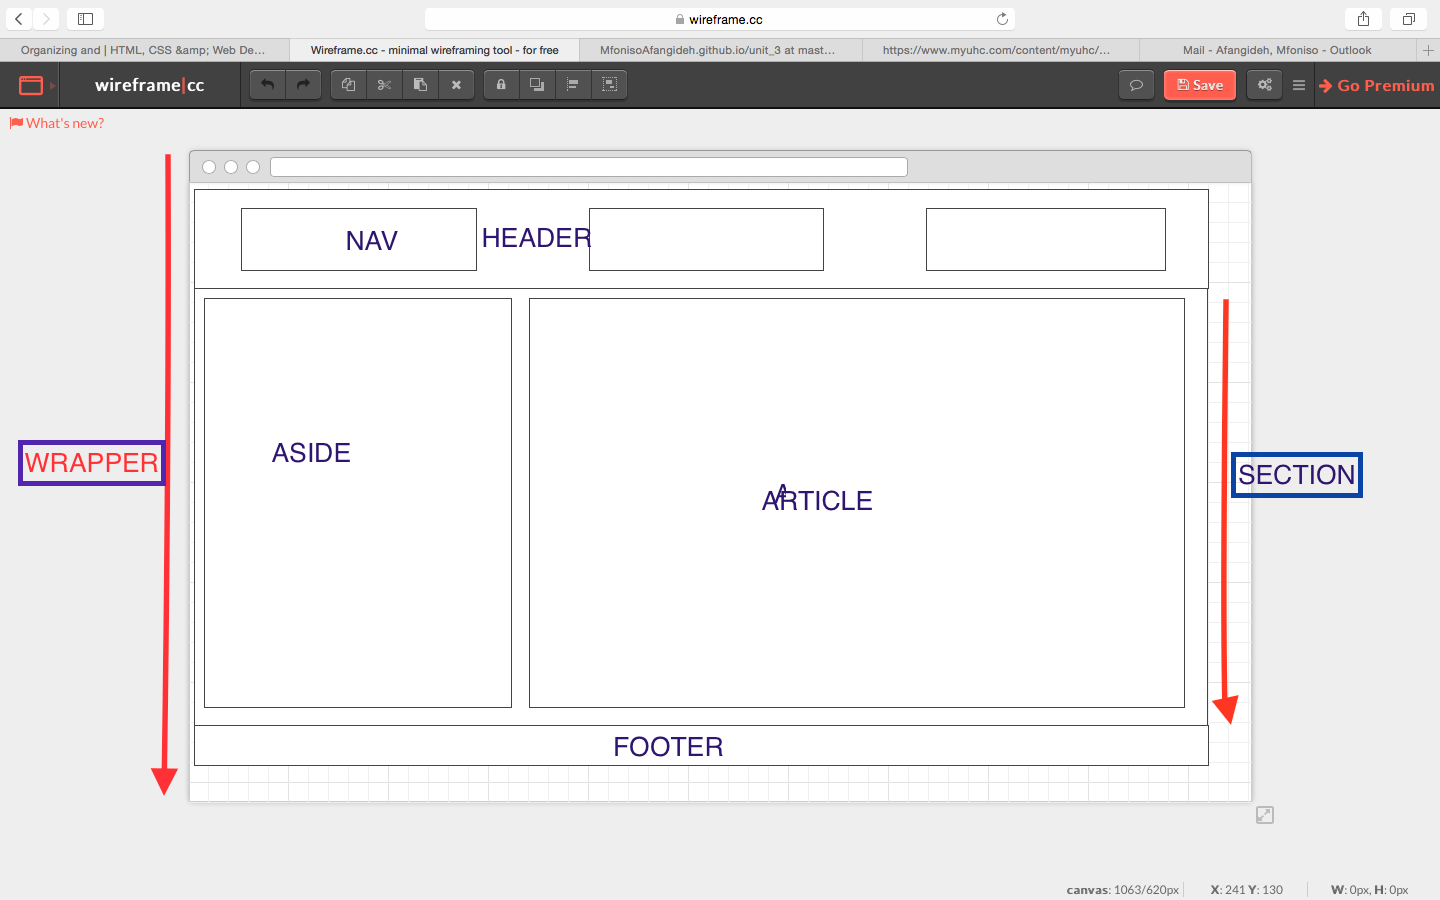 wireframe.cc
Organizing and | HTML, CSS &amp; Web De...
Wireframe.cc - minimal wireframing tool - for free
MfonisoAfangideh.github.io/unit_3 at mast...
https://www.myuhc.com/content/myuhc/...
Mail - Afangideh, Mfoniso - Outlook
wireframe|cc
Save
Go Premium
What's new?
NAV
HEADER
WRAPPER
ASIDE
A
ARTICLE
SECTION
FOOTER
canvas: 1063/620px
X: 241 Y: 130
W: 0px, H: 0px